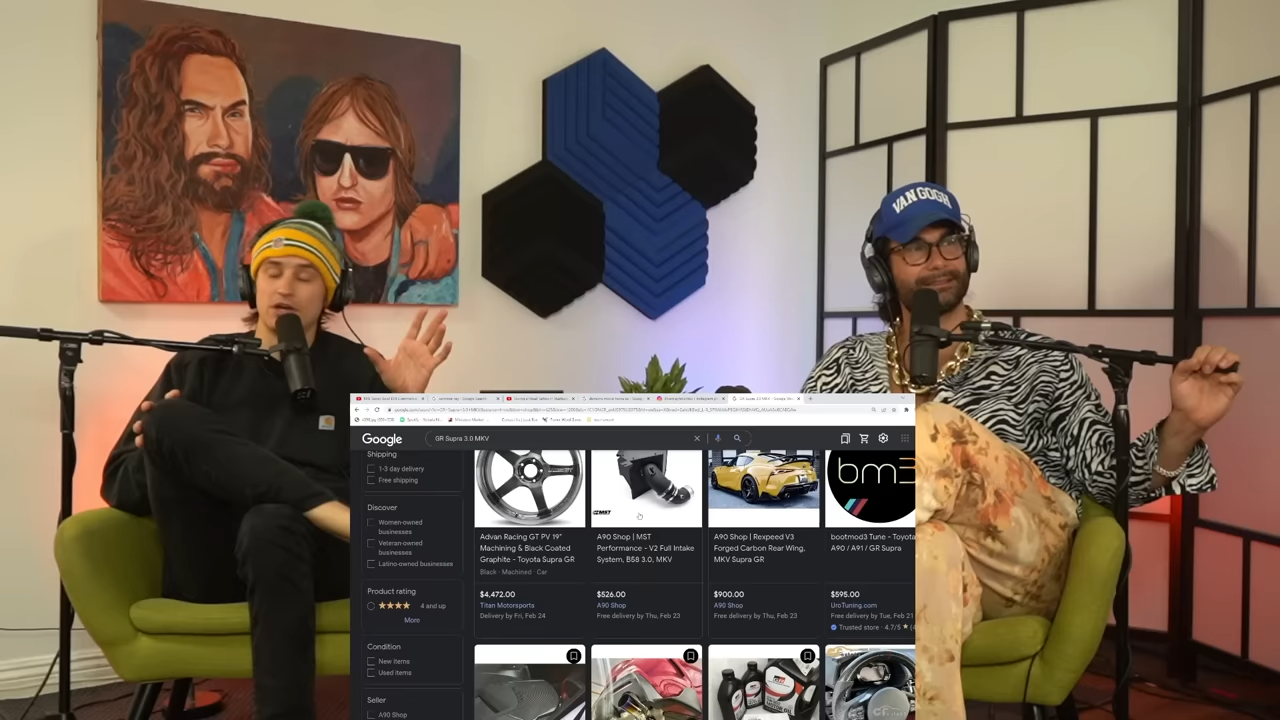 VAN GOGH
Google
GR Supra 3.0 MKV
Shipping
1-3 day delivery
Free shipping
Discover
Women-owned
businesses
Veteran-owned
businesses
Latino-owned businesses
Product rating
4 and up
More
Condition
New items
Used items
Seller
A90 Shop
Advan Racing GT PV 19"
Machining & Black Coated
Graphite - Toyota Supra GR
Black · Machined · Car
$4,472.00
Titan Motorsports
Delivery by Fri, Feb 24
MST
A90 Shop | MST
Performance - V2 Full Intake
System, B58 3.0, MKV
$526.00
A90 Shop
Free delivery by Thu, Feb 23
A90 Shop | Rexpeed V3
Forged Carbon Rear Wing,
MKV Supra GR
$900.00
A90 Shop
Free delivery by Thu, Feb 23
bm3
bootmod3 Tune - Toyota
A90 / A91 / GR Supra
$595.00
UroTuning.com
Free delivery by Tue, Feb 21
Trusted store · 4.7/5 ★